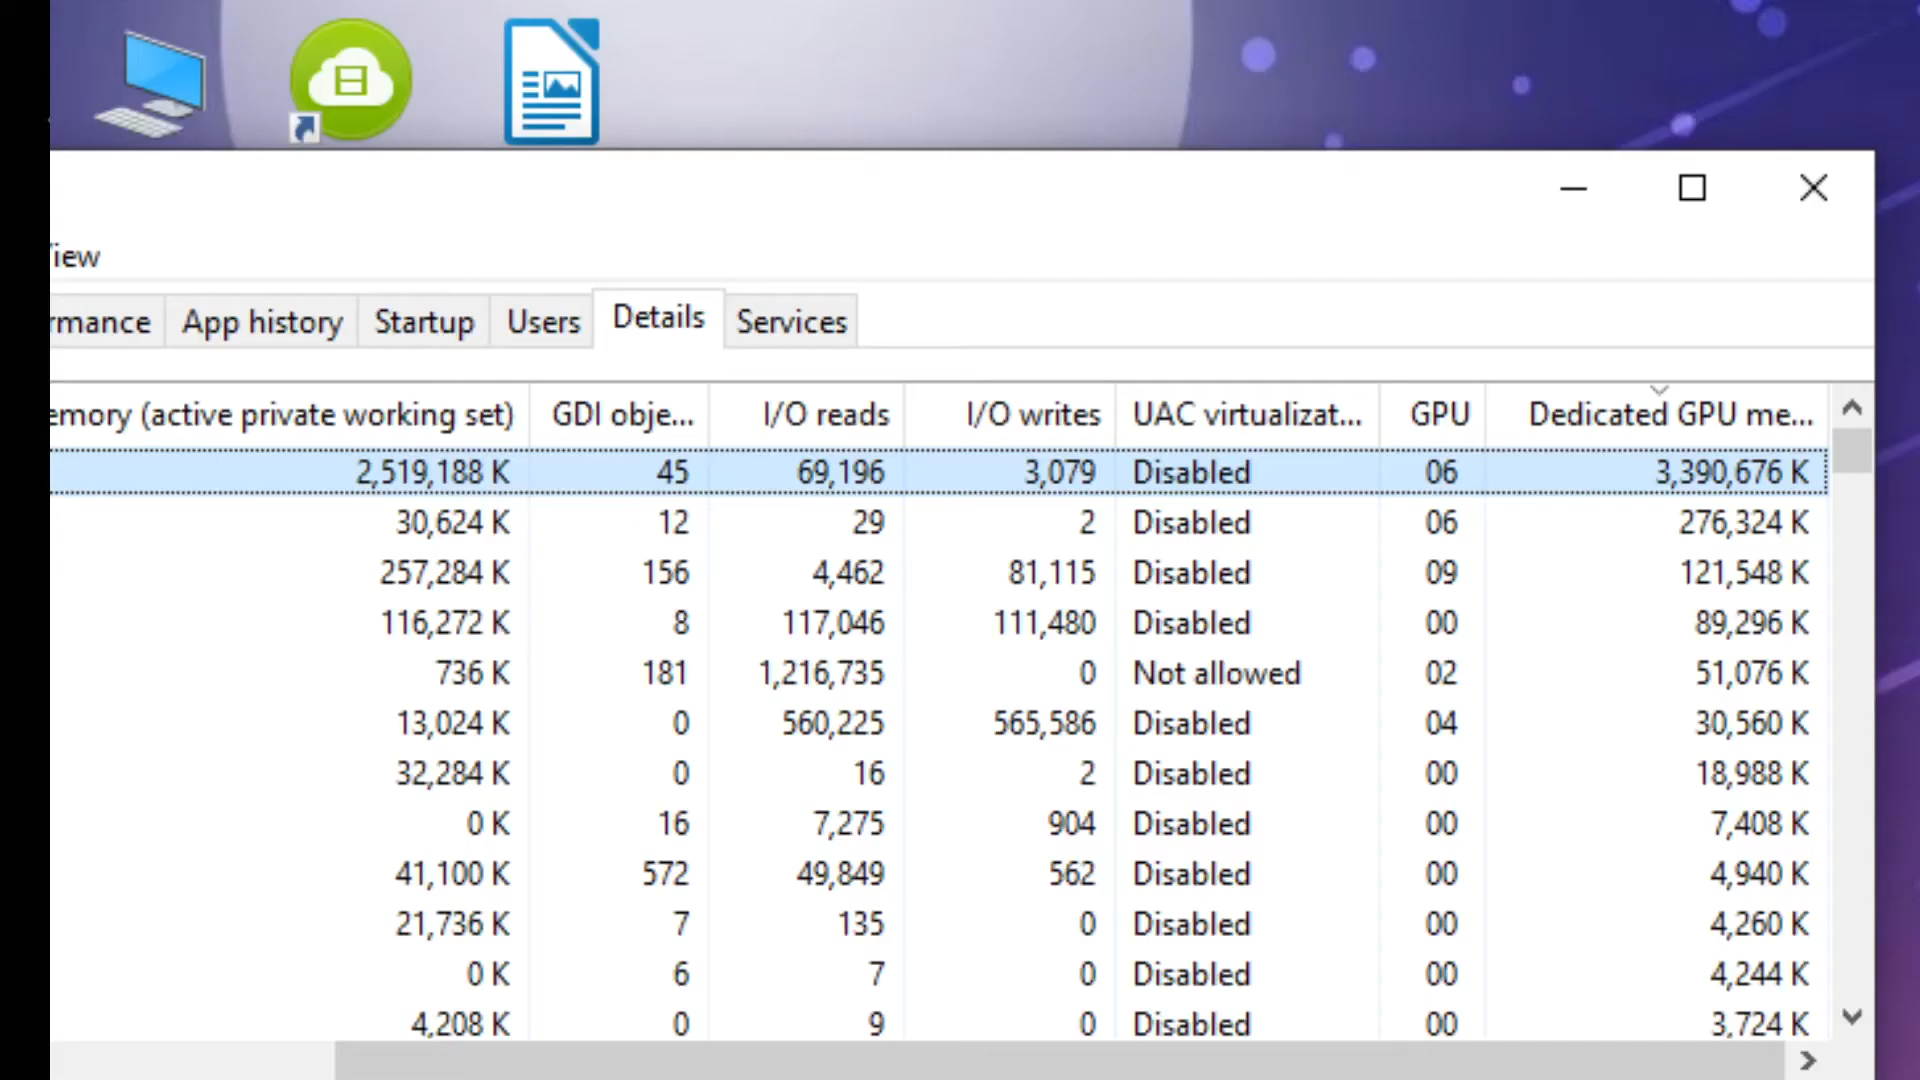 iew
rmance App history Startup Users Details Services
emory (active private working set) GDI obje... I/O reads I/O writes UAC virtualizat... GPU Dedicated GPU me...
2,519,188 K 45 69,196 3,079 Disabled 06 3,390,676 K
30,624 K 12 29 2 Disabled 06 276,324 K
257,284 K 156 4,462 81,115 Disabled 09 121,548 K
116,272 K 8 117,046 111,480 Disabled 00 89,296 K
736 K 181 1,216,735 0 Not allowed 02 51,076 K
13,024 K 0 560,225 565,586 Disabled 04 30,560 K
32,284 K 0 16 2 Disabled 00 18,988 K
0 K 16 7,275 904 Disabled 00 7,408 K
41,100 K 572 49,849 562 Disabled 00 4,940 K
21,736 K 7 135 0 Disabled 00 4,260 K
0 K 6 7 0 Disabled 00 4,244 K
4,208 K 0 9 0 Disabled 00 3,724 K